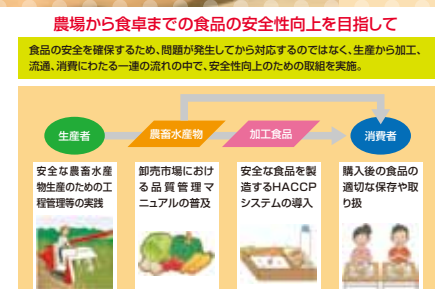 農場から食卓までの食品の安全性向上を目指して
食品の安全を確保するため、問題が発生してから対応するのではなく、生産から加工、
流通、消費にわたる一連の流れの中で、安全性向上のための取組を実施。
生産者
農畜水産物
加工食品
消費者
安全な農畜水産
物生産のための工
程管理等の実践
卸売市場におけ
る品質管理マ
ニュアルの普及
安全な食品を製
造するHACCP
システムの導入
購入後の食品の
適切な保存や取
り扱